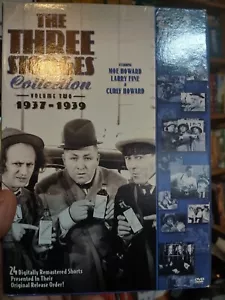 THE
THREE
STOOGES
Collection
VOLUME TWO
1937-1939
STARRING
MOE HOWARD
LARRY FINE
&
CURLY HOWARD
24 Digitally Remastered Shorts
Presented In Their
Original Release Order!
DVD